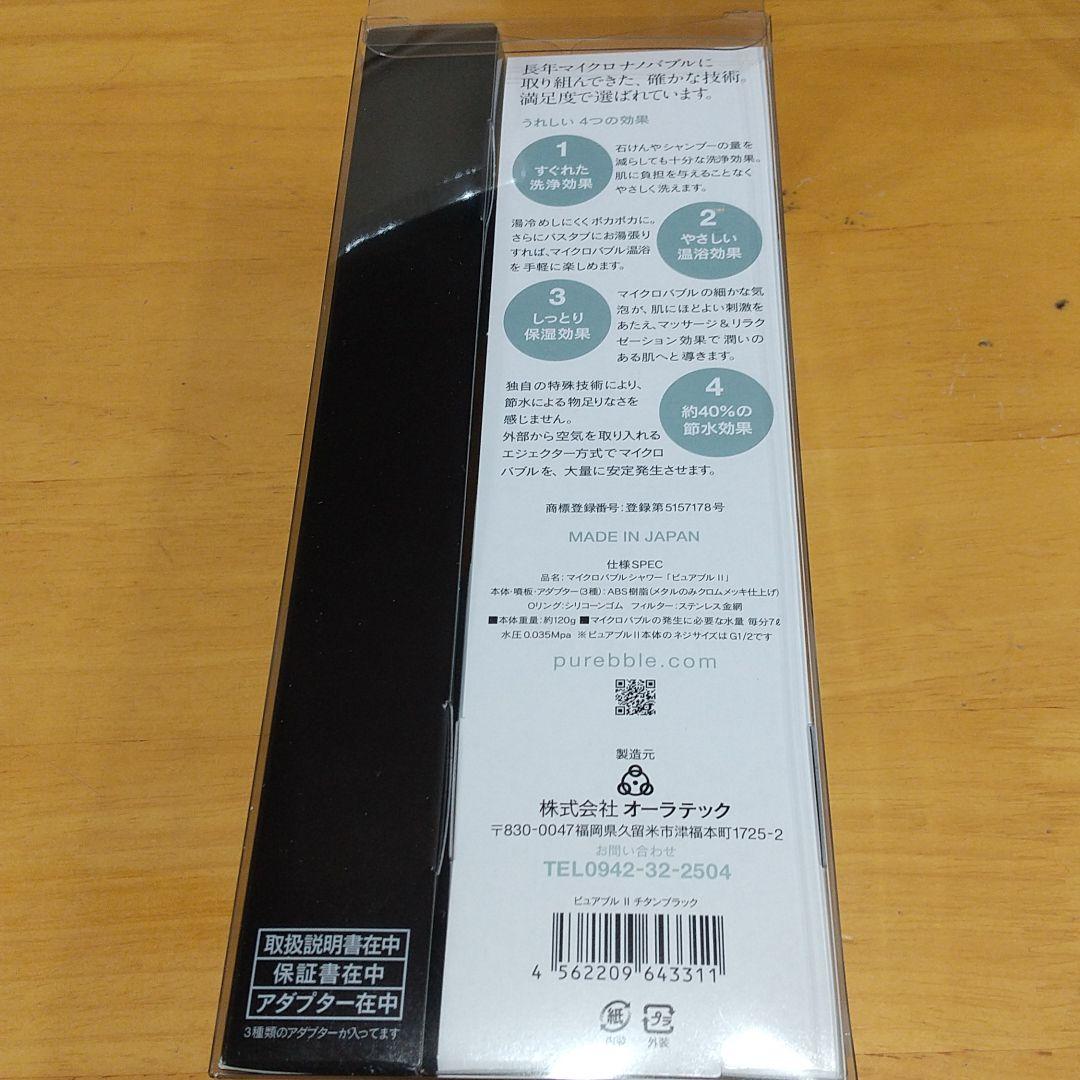 長年マイクロナノバブルに
取り組んできた、確かな技術。
満足度で選ばれています。
うれしい 4つの効果
1
すぐれた
洗浄効果
石けんやシャンプーの量を
減らしても十分な洗浄効果。
肌に負担を与えることなく
やさしく洗えます。
2
やさしい
温浴効果
湯冷めしにくくポカポカに。
さらにバスタブにお湯張り
すれば、マイクロバブル温浴
を手軽に楽しめます。
3
しっとり
保湿効果
マイクロバブルの細かな気
泡が、肌にほどよい刺激を
あたえ、マッサージ&リラク
ゼーション効果で潤いの
ある肌へと導きます。
4
約40%の
節水効果
独自の特殊技術により、
節水による物足りなさを
感じません。
外部から空気を取り入れる
エジェクター方式でマイクロ
バブルを、大量に安定発生させます。
商標登録番号:登録第5157178号
MADE IN JAPAN
仕様SPEC
品名:マイクロバブルシャワー「ピュアブルⅡ」
本体・噴板・アダプター(3種):ABS樹脂(メタルのみクロムメッキ仕上げ)
Oリング:シリコーンゴム フィルター:ステンレス金網
■本体重量:約120g ■マイクロバブルの発生に必要な水量 毎分7ℓ
水圧0.035Mpa ※ピュアブルⅡ本体のネジサイズはG1/2です
purebble.com
製造元
株式会社 オーラテック
〒830-0047福岡県久留米市津福本町1725-2
お問い合わせ
TEL0942-32-2504
ピュアブル Ⅱ チタンブラック
4 562209 643311
紙
内装
プラ
外装
取扱説明書在中
保証書在中
アダプター在中
3種類のアダプターが入ってます